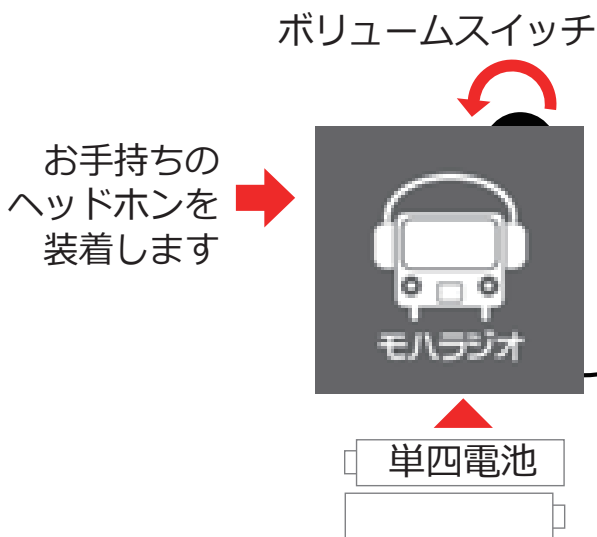 ボリュームスイッチ
お手持ちの
ヘッドホンを
装着します
モハラジオ
単四電池